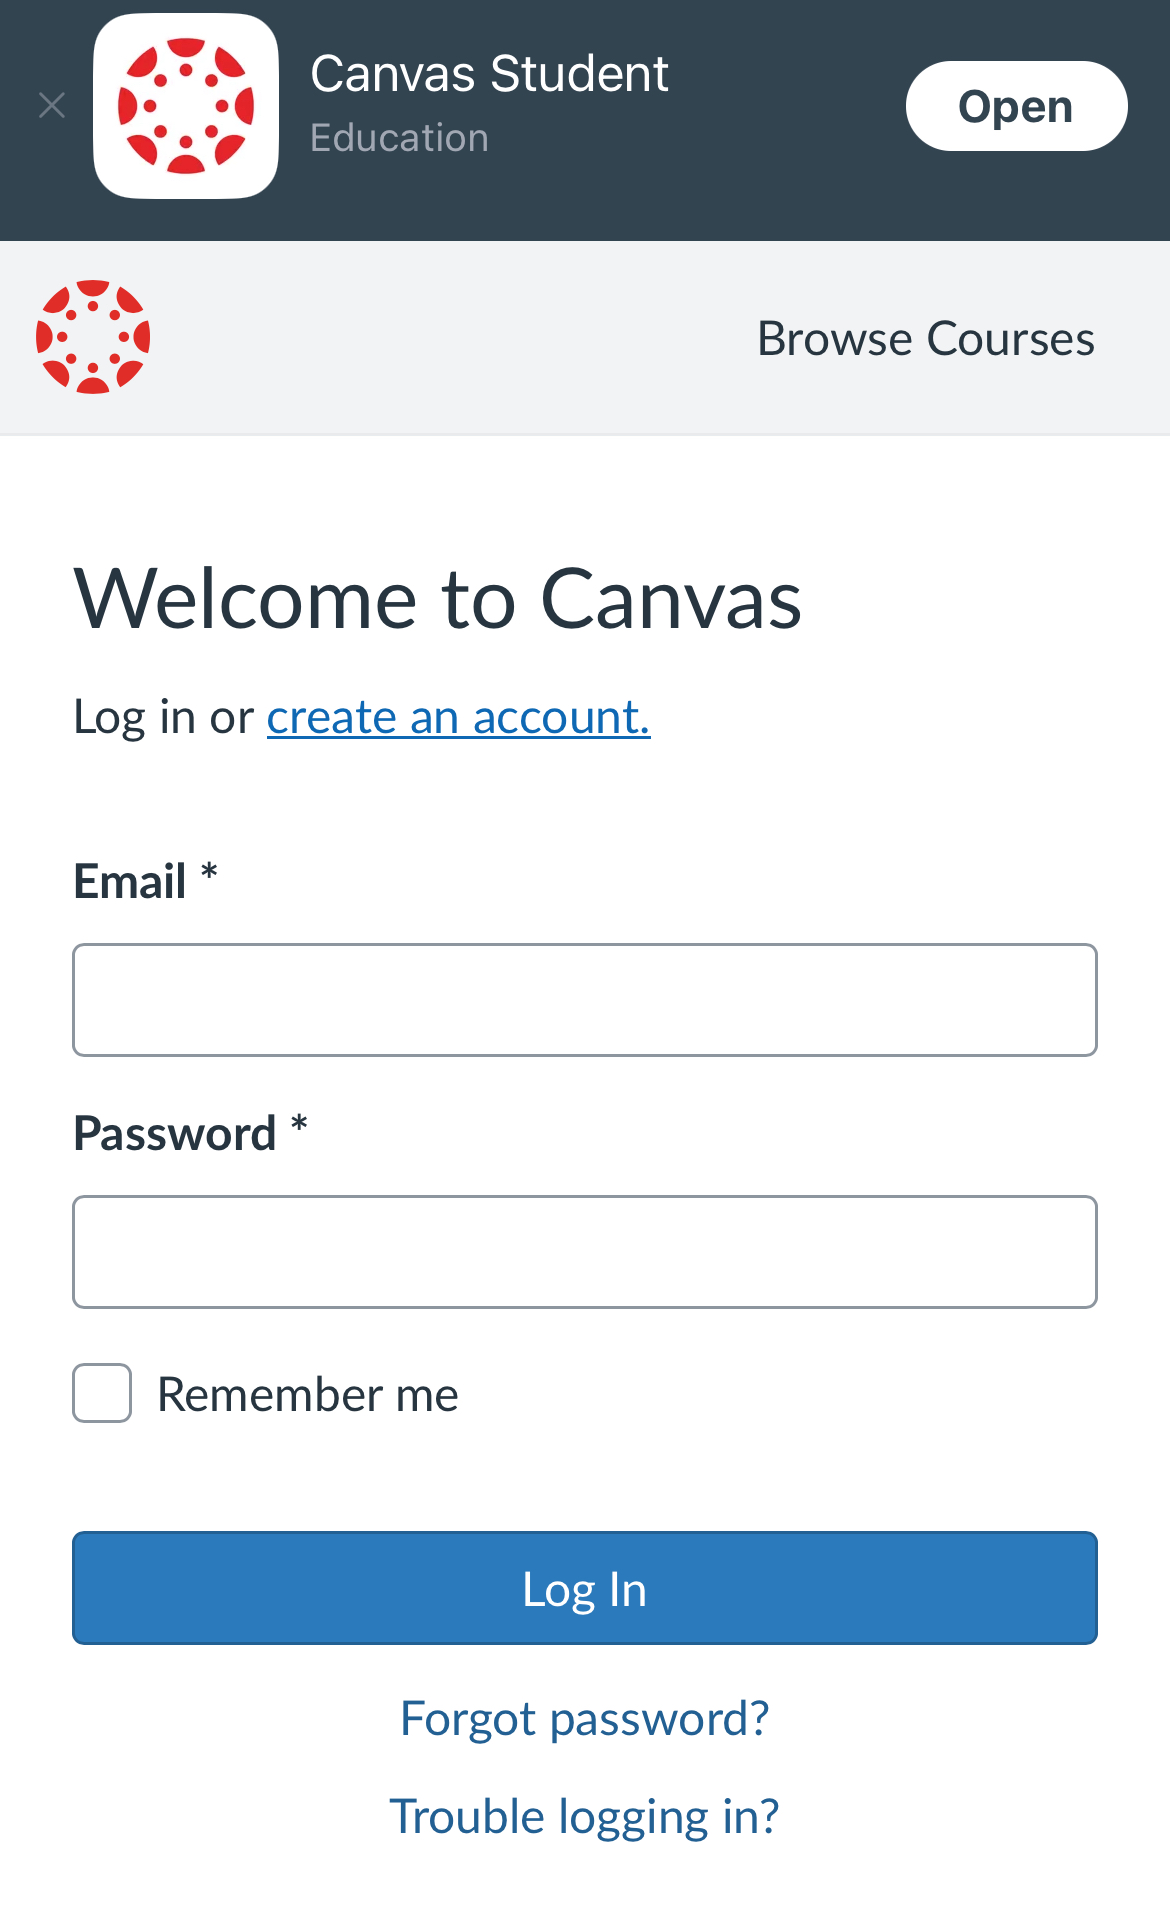 Canvas Student
Education
Open
Browse Courses
Welcome to Canvas
Log in or create an account.
Email *
Password *
Remember me
Log In
Forgot password?
Trouble logging in?